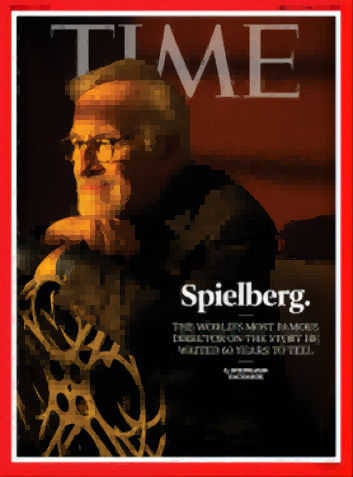 TIME
Spielberg.
THE WORLD'S MOST FAMOUS
DIRECTOR ON THE STORY HE
WAITED 60 YEARS TO TELL